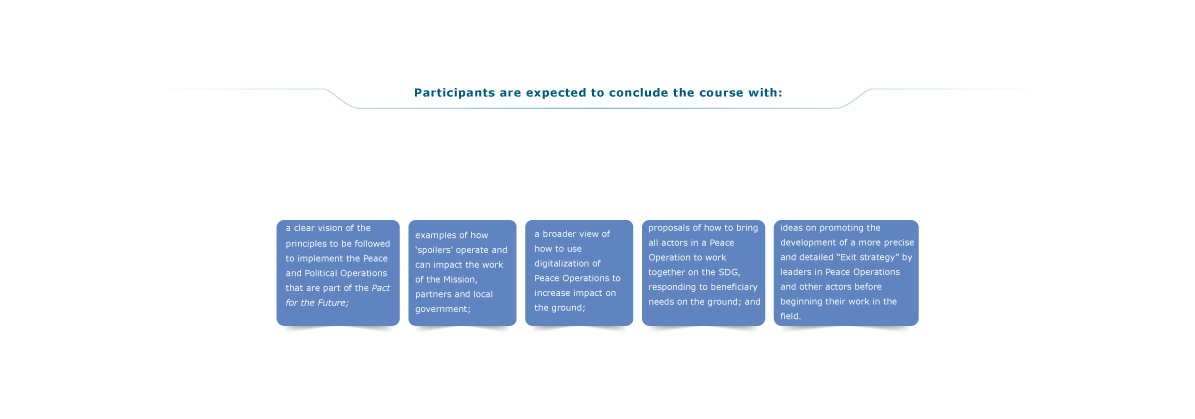 Participants are expected to conclude the course with:
a clear vision of the
principles to be followed
to implement the Peace
and Political Operations
that are part of the Pact
for the Future;
examples of how
‘spoilers’ operate and
can impact the work
of the Mission,
partners and local
government;
a broader view of
how to use
digitalization of
Peace Operations to
increase impact on
the ground;
proposals of how to bring
all actors in a Peace
Operation to work
together on the SDG,
responding to beneficiary
needs on the ground; and
ideas on promoting the
development of a more precise
and detailed “Exit strategy” by
leaders in Peace Operations
and other actors before
beginning their work in the
field.